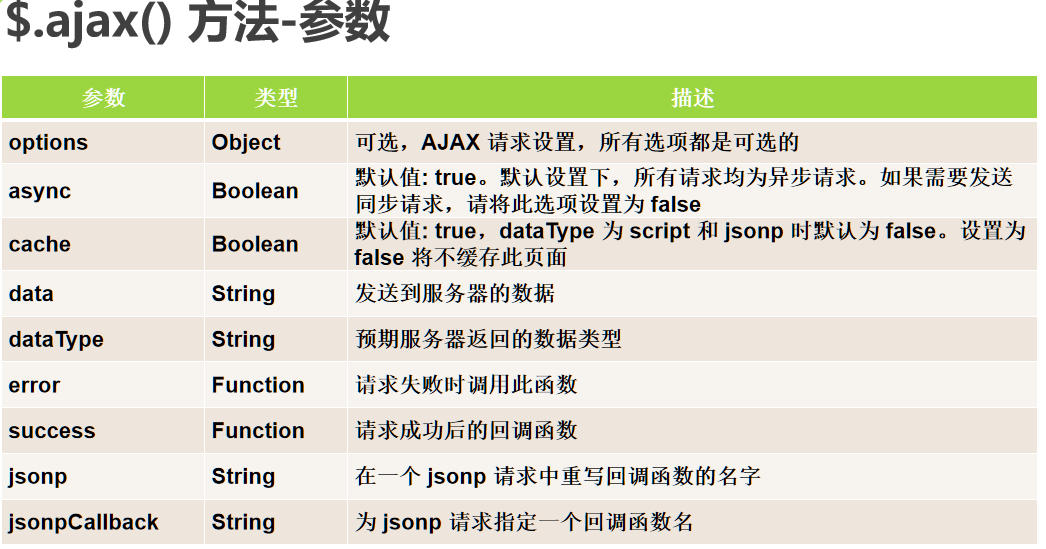 $.ajax() 方法-参数
参数 类型 描述
options Object 可选，AJAX 请求设置，所有选项都是可选的
async Boolean 默认值: true。默认设置下，所有请求均为异步请求。如果需要发送
同步请求，请将此选项设置为 false
cache Boolean 默认值: true，dataType 为 script 和 jsonp 时默认为 false。设置为
false 将不缓存此页面
data String 发送到服务器的数据
dataType String 预期服务器返回的数据类型
error Function 请求失败时调用此函数
success Function 请求成功后的回调函数
jsonp String 在一个 jsonp 请求中重写回调函数的名字
jsonpCallback String 为 jsonp 请求指定一个回调函数名